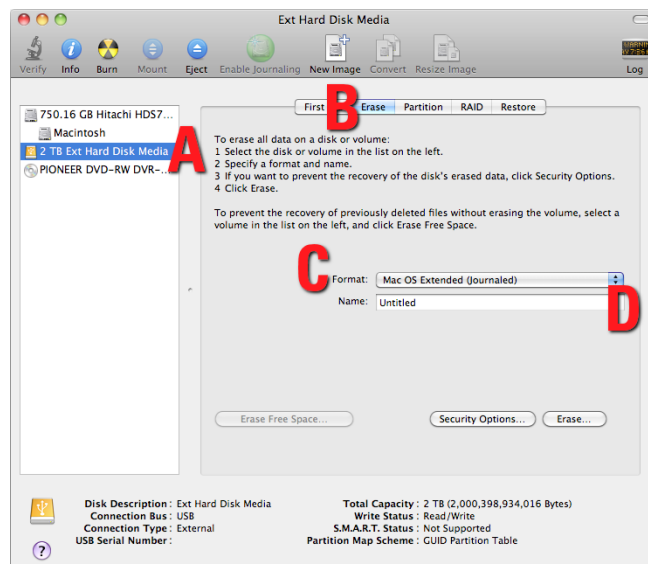 Ext Hard Disk Media
Verify Info Burn Mount Eject Enable Journaling New Image Convert Resize Image Log
First Erase Partition RAID Restore
B
750.16 GB Hitachi HDS7...
Macintosh
2 TB Ext Hard Disk Media
PIONEER DVD-RW DVR-...
A
To erase all data on a disk or volume:
1 Select the disk or volume in the list on the left.
2 Specify a format and name.
3 If you want to prevent the recovery of the disk's erased data, click Security Options.
4 Click Erase.
To prevent the recovery of previously deleted files without erasing the volume, select a
volume in the list on the left, and click Erase Free Space.
C
Format: Mac OS Extended (Journaled)
Name: Untitled
D
Erase Free Space... Security Options... Erase...
Disk Description : Ext Hard Disk Media
Connection Bus : USB
Connection Type : External
USB Serial Number :
Total Capacity : 2 TB (2,000,398,934,016 Bytes)
Write Status : Read/Write
S.M.A.R.T. Status : Not Supported
Partition Map Scheme : GUID Partition Table
?